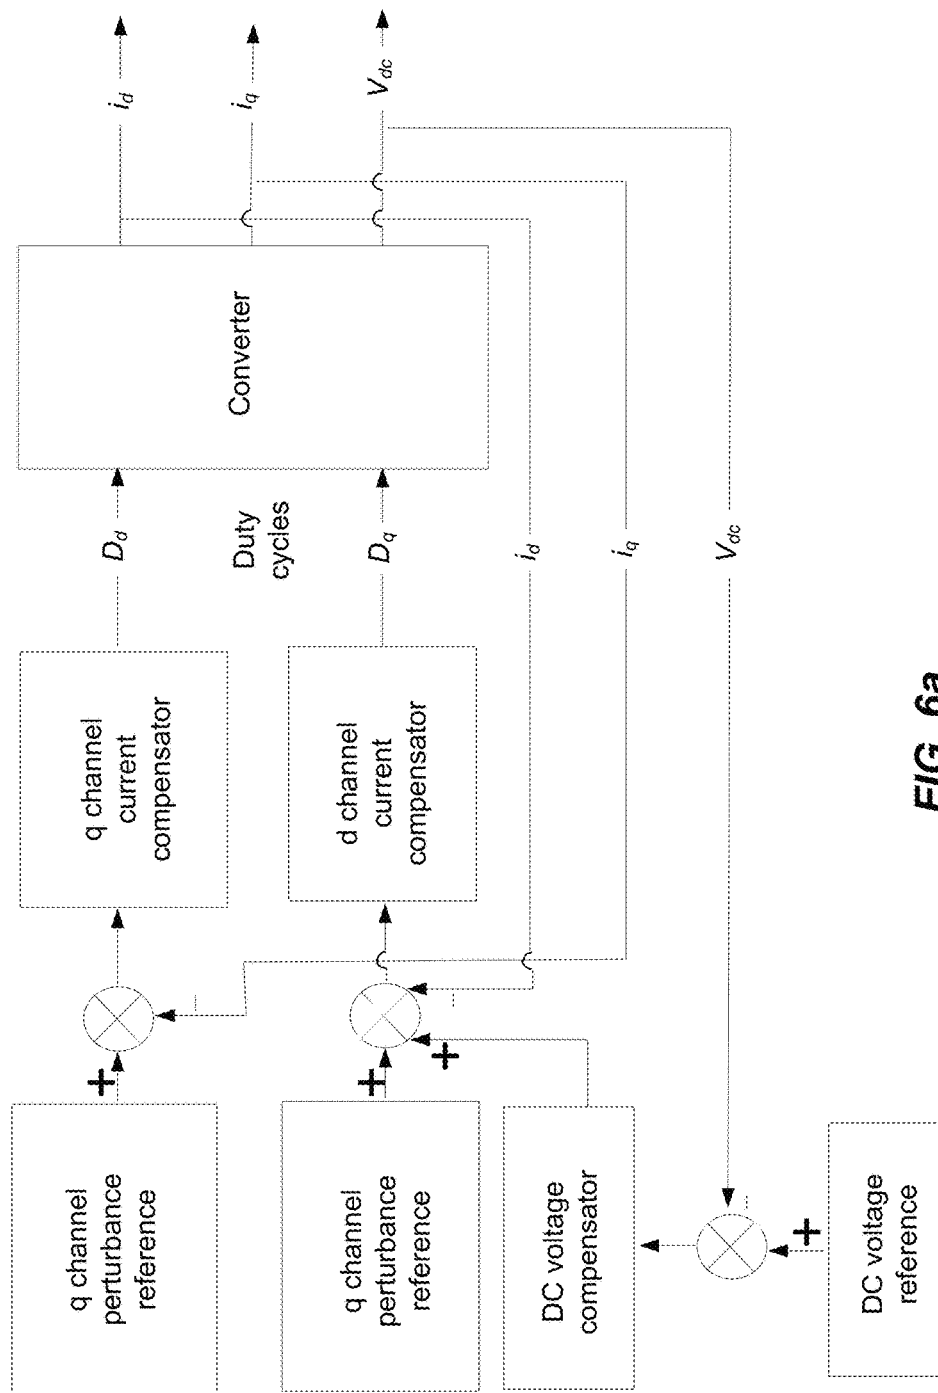 q channel
perturbance
reference
+
−
q channel
current
compensator
D_d
Duty
cycles
Converter
i_d
i_q
V_dc
q channel
perturbance
reference
+
+
−
d channel
current
compensator
D_q
i_d
i_q
V_dc
DC voltage
compensator
−
+
DC voltage
reference
FIG. 6a